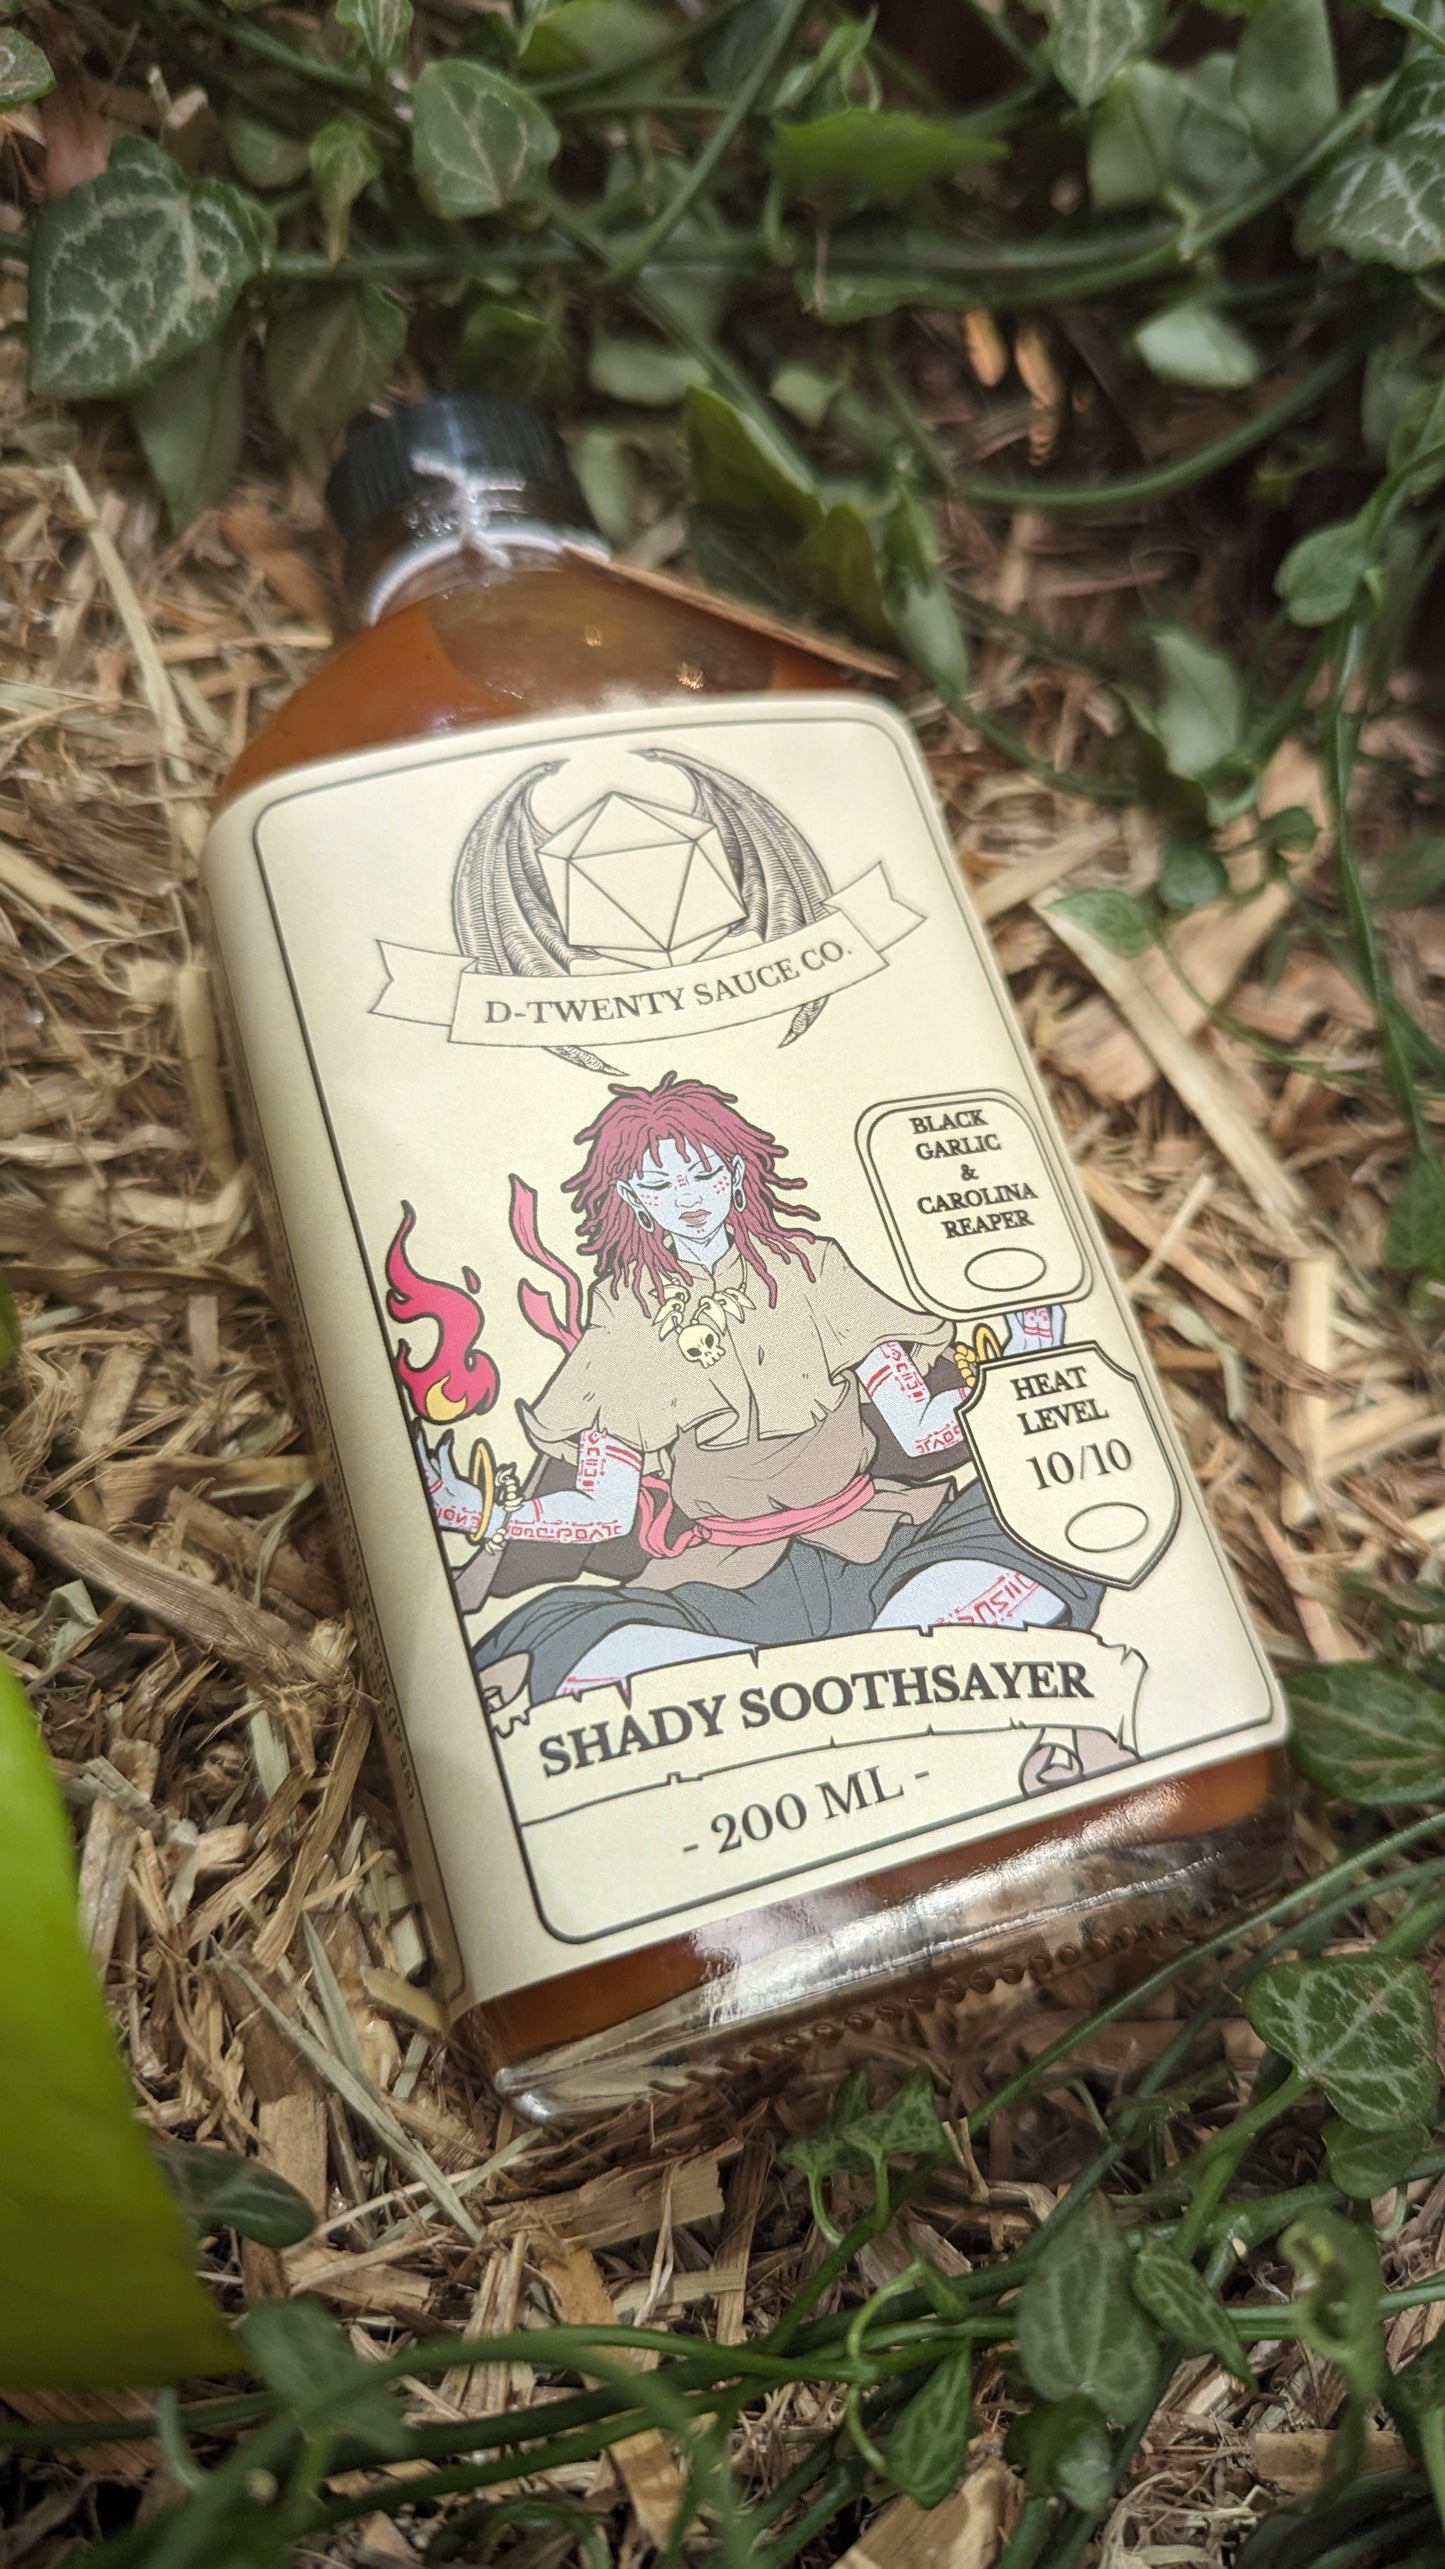 D-TWENTY SAUCE CO.
BLACK
GARLIC
&
CAROLINA
REAPER
HEAT
LEVEL
10/10
SHADY SOOTHSAYER
- 200 ML -